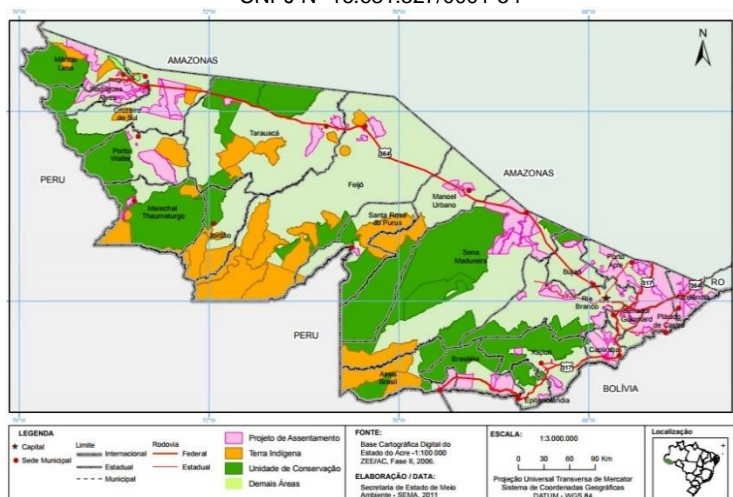 AMAZONAS
N
Mâncio
Lima
Rodrigues
Alves
Cruzeiro
do Sul
Tarauacá
Porto
Walter
364
AMAZONAS
PERU
Feijó
Marechal
Thaumaturgo
Manoel
Urbano
Santa Rosa
do Purus
Jordão
Sena
Madureira
Porto
Acre
Bujari
317
364
RO
Rio
Branco
Acrelândia
Senador
Guiomard
Plácido
de Castro
PERU
Capixaba
Xapuri
Brasiléia
317
Assis
Brasil
BOLÍVIA
Epitaciolândia
LEGENDA
Capital
Sede Municipal
Limite
Internacional
Estadual
Municipal
Rodovia
Federal
Estadual
Projeto de Assentamento
Terra Indígena
Unidade de Conservação
Demais Áreas
FONTE:
Base Cartográfica Digital do
Estado do Acre -1:100 000
ZEE/AC, Fase II, 2006.
ELABORAÇÃO / DATA:
Secretaria de Estado de Meio
Ambiente - SEMA, 2011
ESCALA:
1:3.000.000
0 30 60 90 Km
Projeção Universal Transversa de Mercator
Sistema de Coordenadas Geográficas
DATUM - WGS 84
Localização